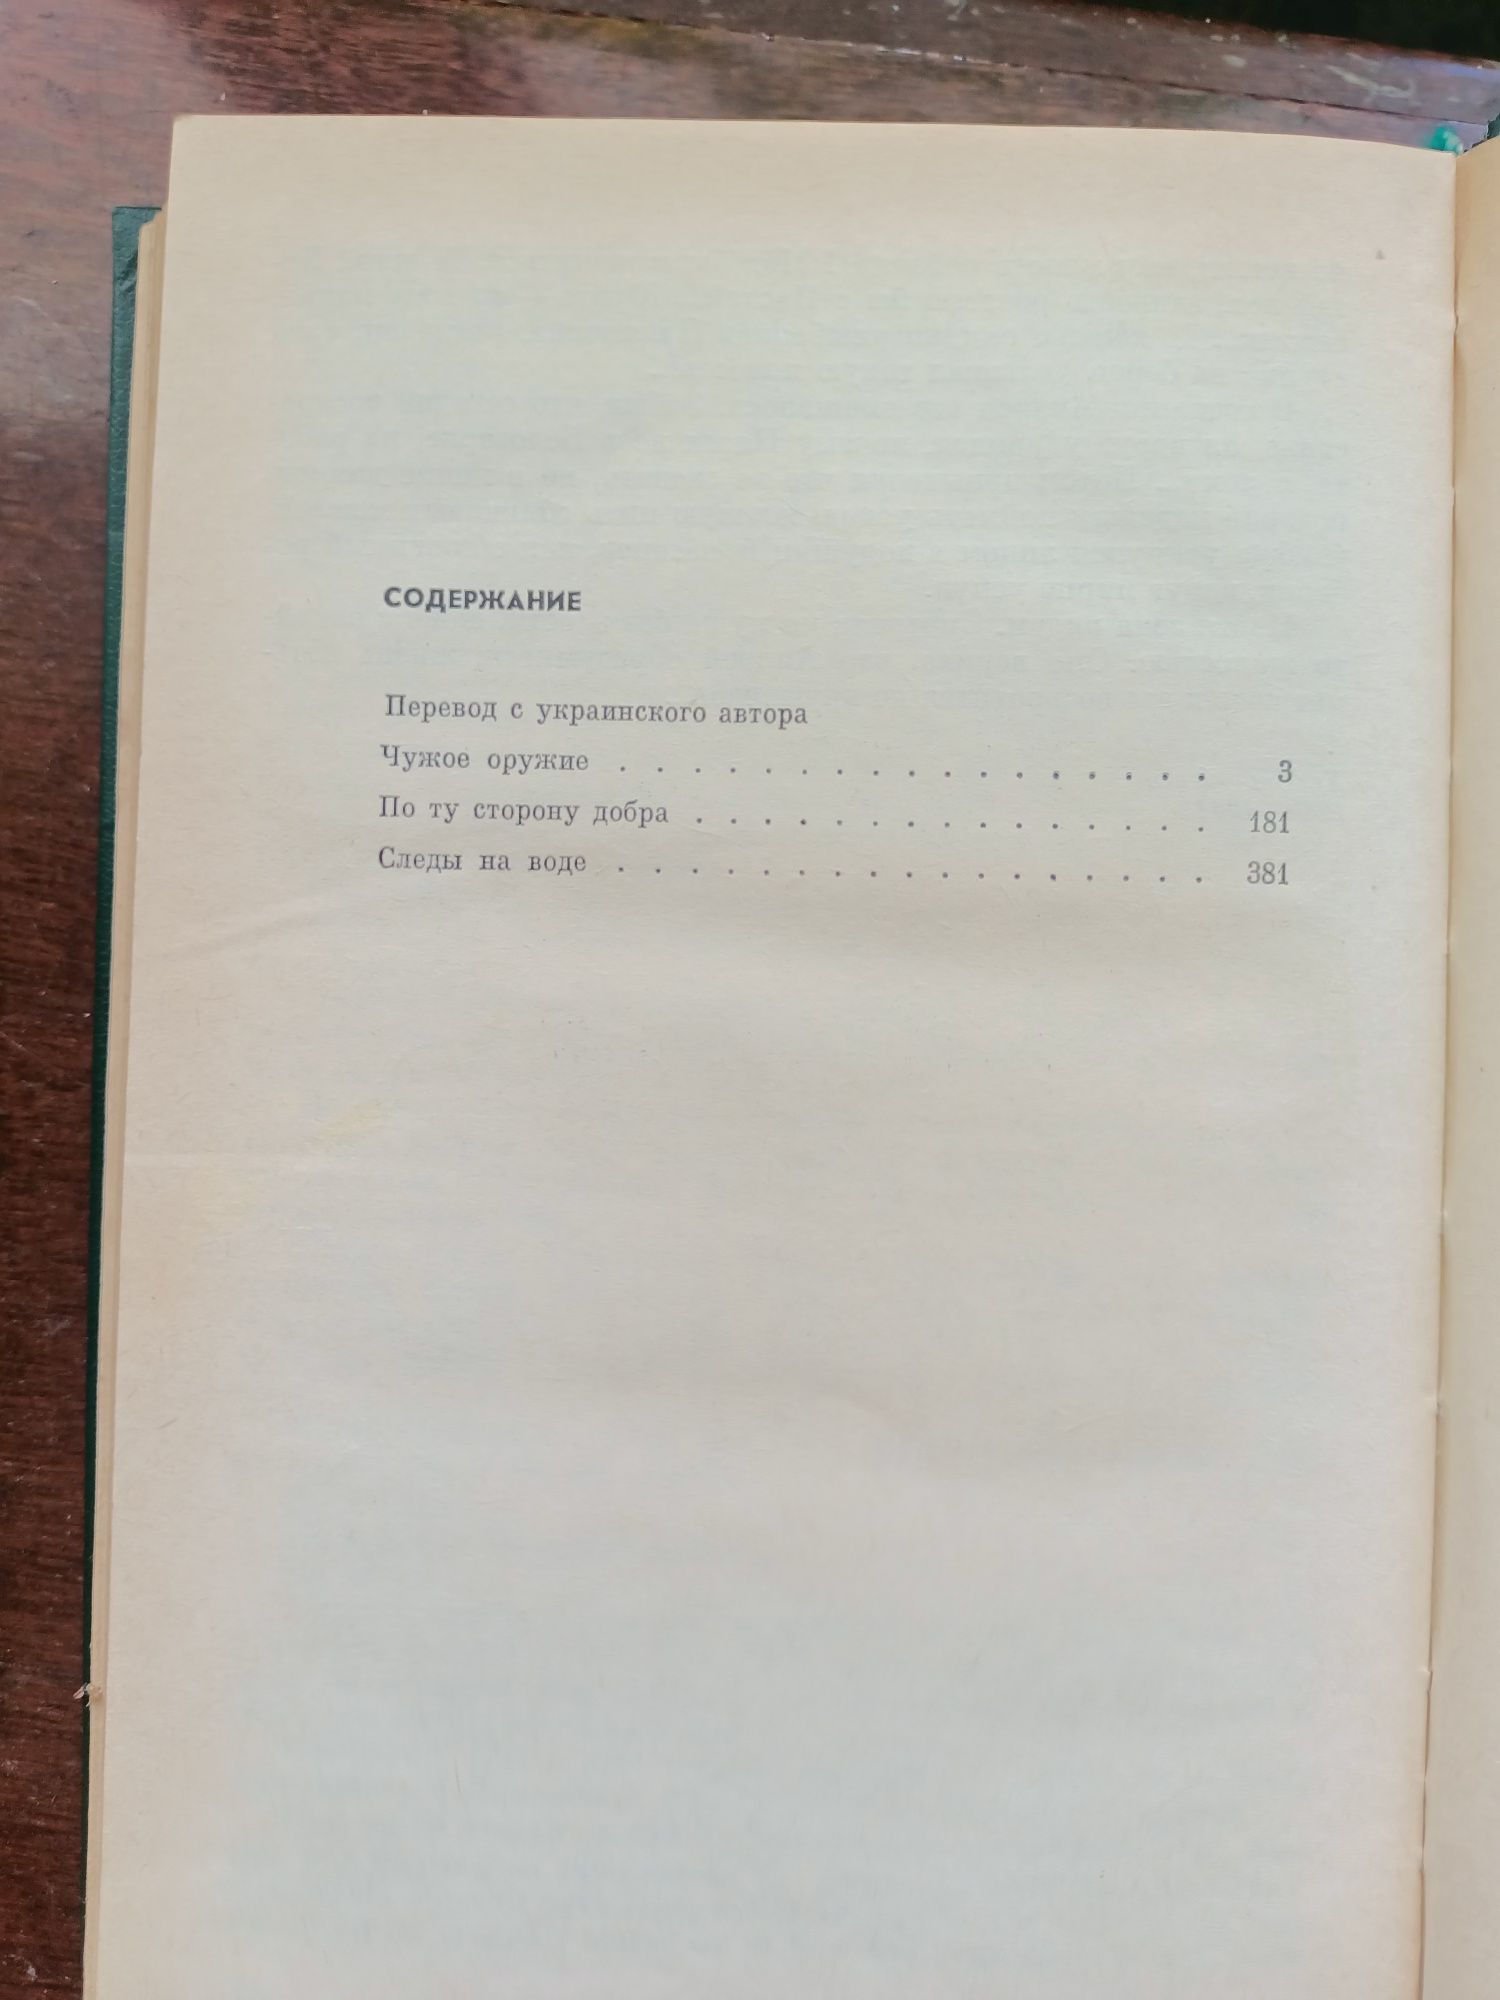 СОДЕРЖАНИЕ
Перевод с украинского автора
Чужое оружие . . . . . . . . . . . . . . . . . 3
По ту сторону добра . . . . . . . . . . . . . . . 181
Следы на воде . . . . . . . . . . . . . . . . . 381